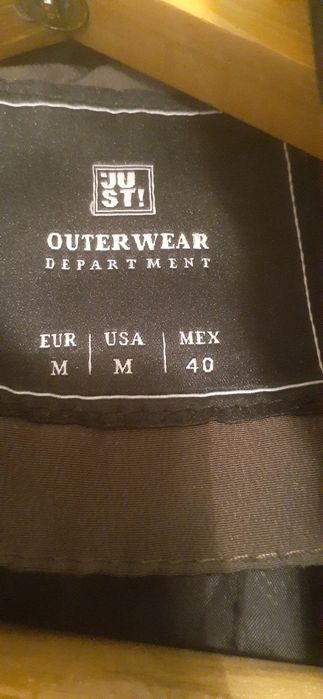 JU
ST!
OUTERWEAR
DEPARTMENT
EUR USA MEX
M M 40